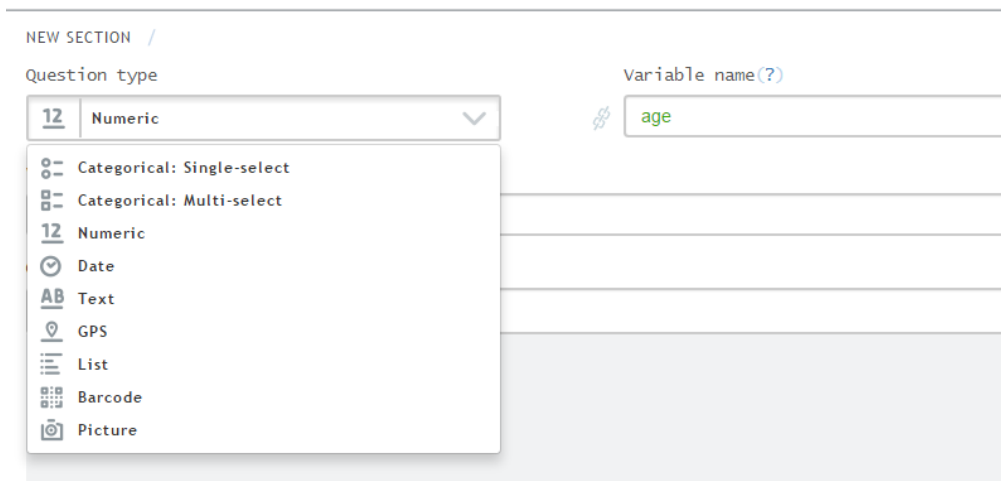 NEW SECTION /
Question type
Variable name(?)
12 Numeric
age
Categorical: Single-select
Categorical: Multi-select
12 Numeric
Date
AB Text
GPS
List
Barcode
Picture